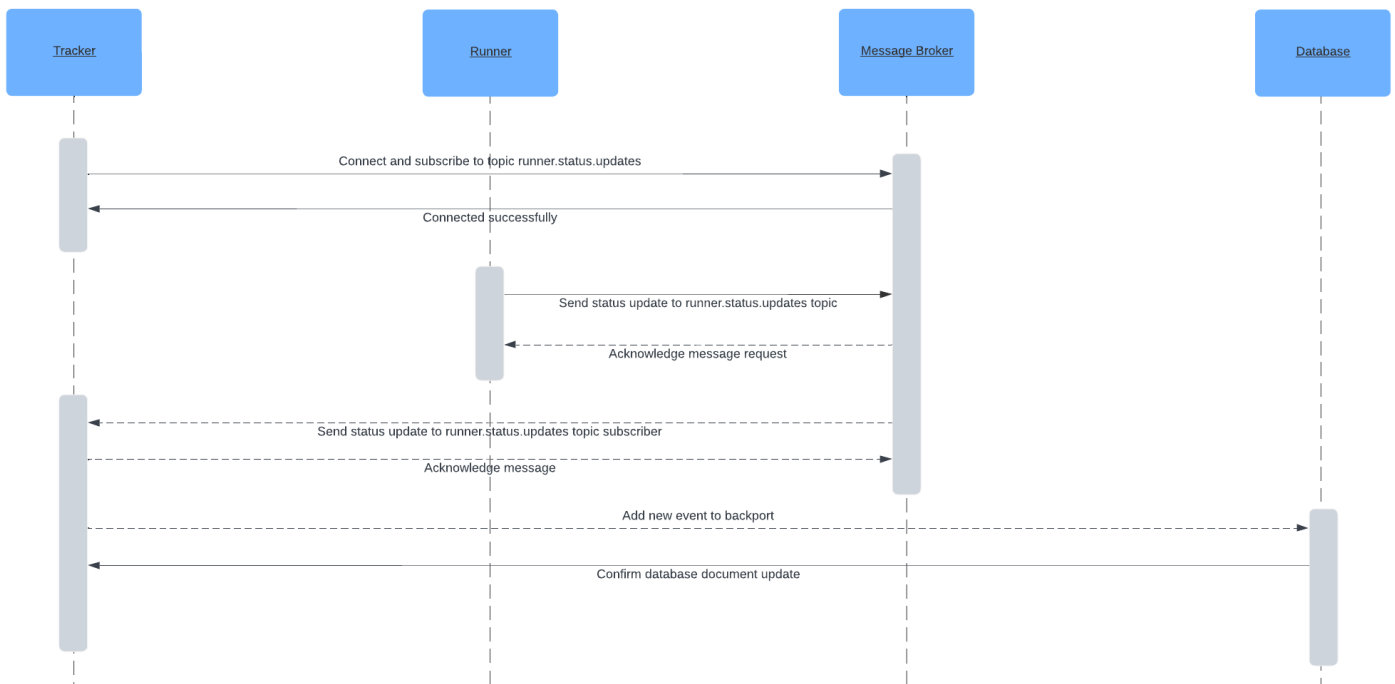 Tracker
Runner
Message Broker
Database
Connect and subscribe to topic runner.status.updates
Connected successfully
Send status update to runner.status.updates topic
Acknowledge message request
Send status update to runner.status.updates topic subscriber
Acknowledge message
Add new event to backport
Confirm database document update